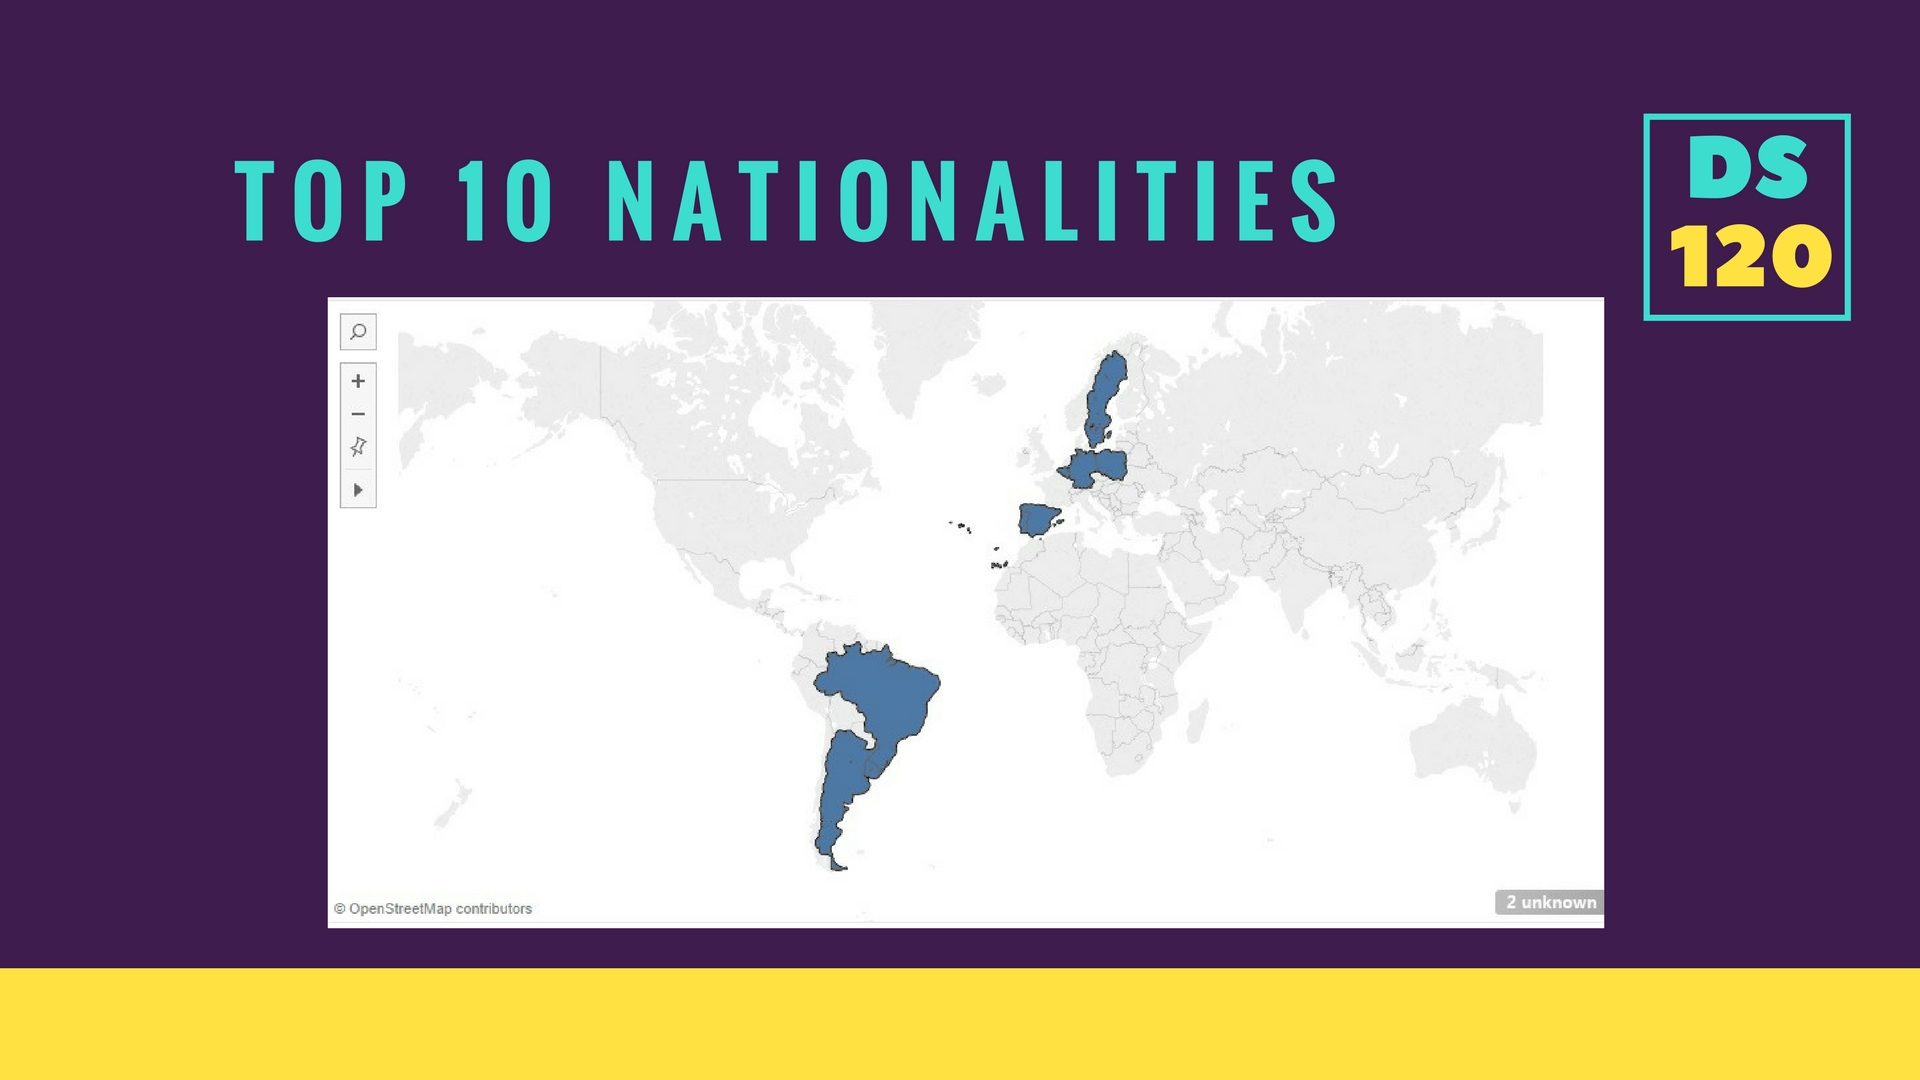 TOP 10 NATIONALITIES
DS
120
© OpenStreetMap contributors
2 unknown